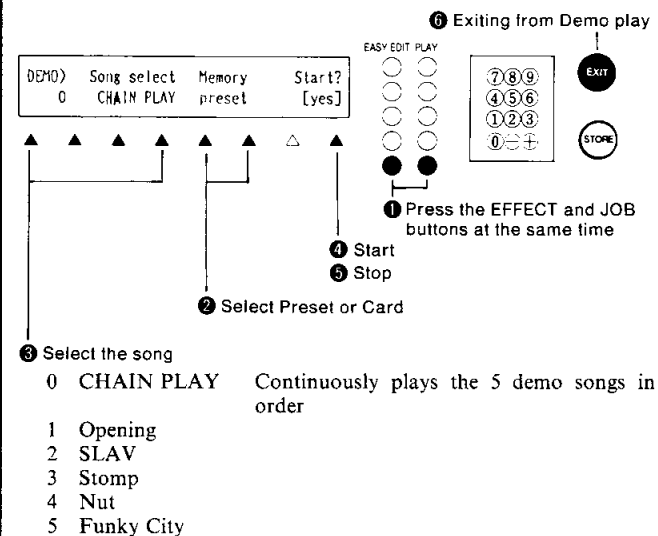 ❻ Exiting from Demo play
EASY EDIT PLAY
DEMO) Song select Memory Start?
0 CHAIN PLAY preset [yes]
⑦⑧⑨
④⑤⑥
①②③
⓪⊖⊕
EXIT
STORE
❶ Press the EFFECT and JOB
buttons at the same time
❹ Start
❺ Stop
❷ Select Preset or Card
❸ Select the song
0 CHAIN PLAY Continuously plays the 5 demo songs in
order
1 Opening
2 SLAV
3 Stomp
4 Nut
5 Funky City